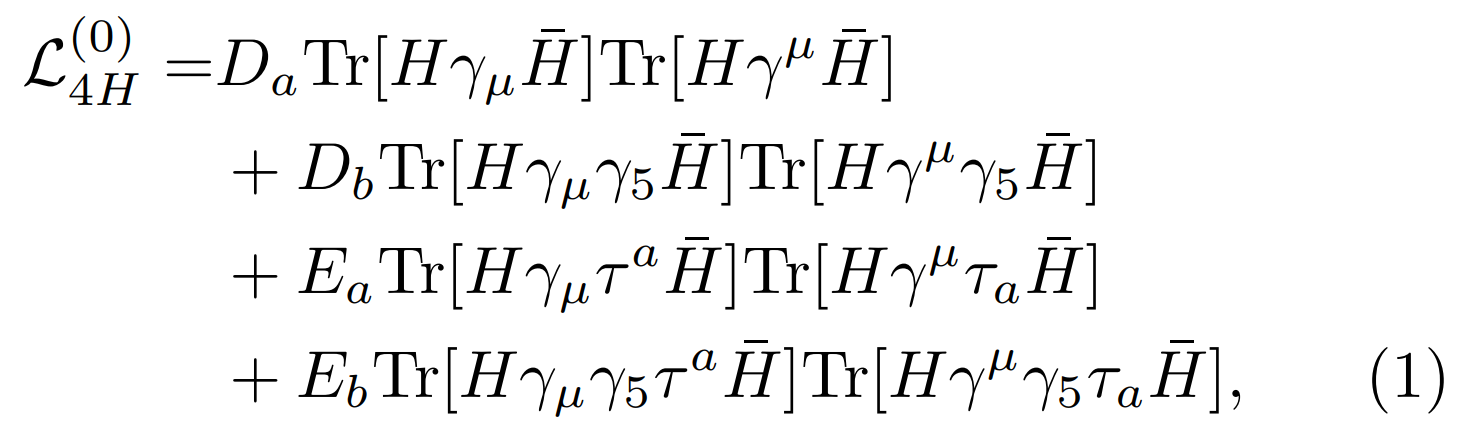 $\mathcal{L}_{4H}^{(0)} = D_a \mathrm{Tr}[H \gamma_\mu \bar{H}] \mathrm{Tr}[H \gamma^\mu \bar{H}]$
$+ D_b \mathrm{Tr}[H \gamma_\mu \gamma_5 \bar{H}] \mathrm{Tr}[H \gamma^\mu \gamma_5 \bar{H}]$
$+ E_a \mathrm{Tr}[H \gamma_\mu \tau^a \bar{H}] \mathrm{Tr}[H \gamma^\mu \tau_a \bar{H}]$
$+ E_b \mathrm{Tr}[H \gamma_\mu \gamma_5 \tau^a \bar{H}] \mathrm{Tr}[H \gamma^\mu \gamma_5 \tau_a \bar{H}], \quad (1)$